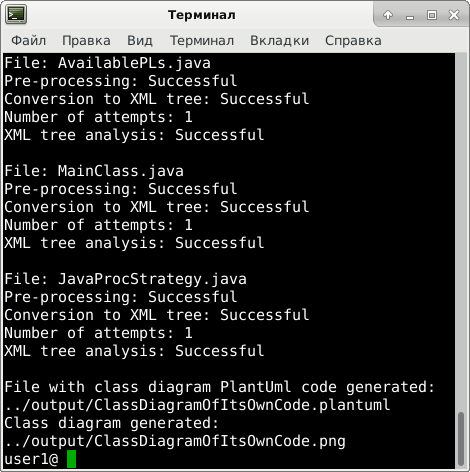 Терминал
Файл Правка Вид Терминал Вкладки Справка
File: AvailablePLs.java
Pre-processing: Successful
Conversion to XML tree: Successful
Number of attempts: 1
XML tree analysis: Successful
File: MainClass.java
Pre-processing: Successful
Conversion to XML tree: Successful
Number of attempts: 1
XML tree analysis: Successful
File: JavaProcStrategy.java
Pre-processing: Successful
Conversion to XML tree: Successful
Number of attempts: 1
XML tree analysis: Successful
File with class diagram PlantUml code generated:
../output/ClassDiagramOfItsOwnCode.plantuml
Class diagram generated:
../output/ClassDiagramOfItsOwnCode.png
user1@